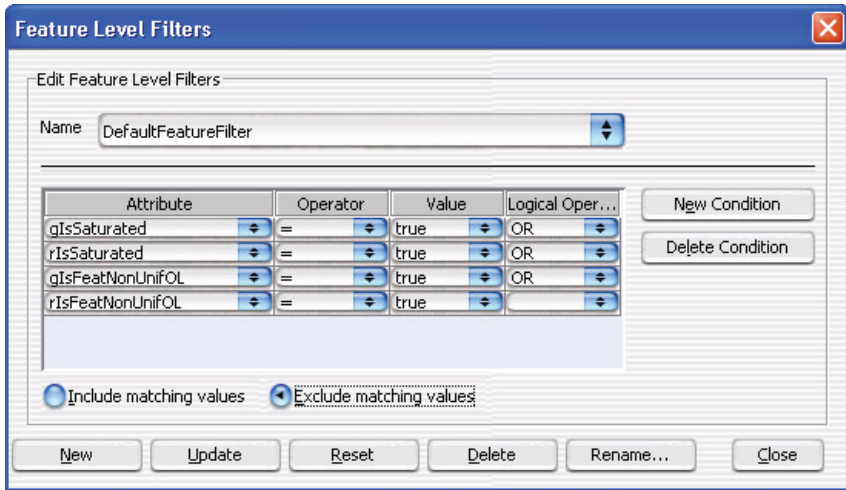 Feature Level Filters
Edit Feature Level Filters
Name DefaultFeatureFilter
Attribute Operator Value Logical Oper...
gIsSaturated = true OR
rIsSaturated = true OR
gIsFeatNonUnifOL = true OR
rIsFeatNonUnifOL = true
New Condition
Delete Condition
Include matching values Exclude matching values
New Update Reset Delete Rename... Close